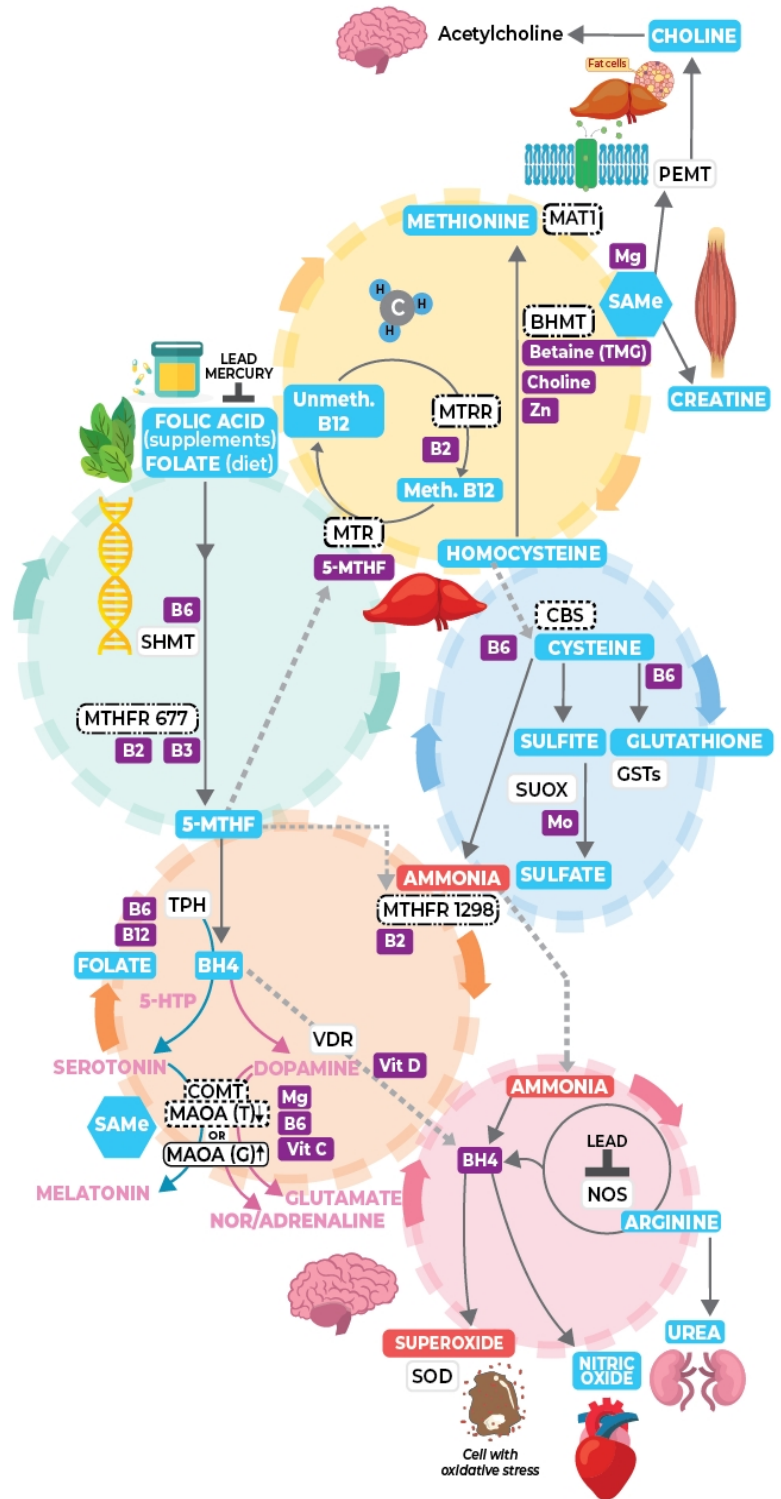 Acetylcholine
CHOLINE
Fat cells
PEMT
METHIONINE
MAT1
Mg
SAMe
H
C
H
H
BHMT
Betaine (TMG)
Choline
Zn
CREATINE
LEAD
MERCURY
FOLIC ACID
(supplements)
FOLATE (diet)
Unmeth.
B12
MTRR
B2
Meth. B12
MTR
5-MTHF
HOMOCYSTEINE
B6
SHMT
CBS
B6
CYSTEINE
B6
MTHFR 677
B2
B3
SULFITE
GLUTATHIONE
GSTs
SUOX
Mo
5-MTHF
SULFATE
AMMONIA
MTHFR 1298
B2
B6
TPH
B12
FOLATE
BH4
5-HTP
VDR
SEROTONIN
DOPAMINE
Vit D
COMT
MAOA (T)↓
OR
MAOA (G)↑
SAMe
Mg
B6
Vit C
MELATONIN
GLUTAMATE
NOR/ADRENALINE
AMMONIA
BH4
LEAD
NOS
ARGININE
UREA
SUPEROXIDE
SOD
NITRIC
OXIDE
Cell with
oxidative stress